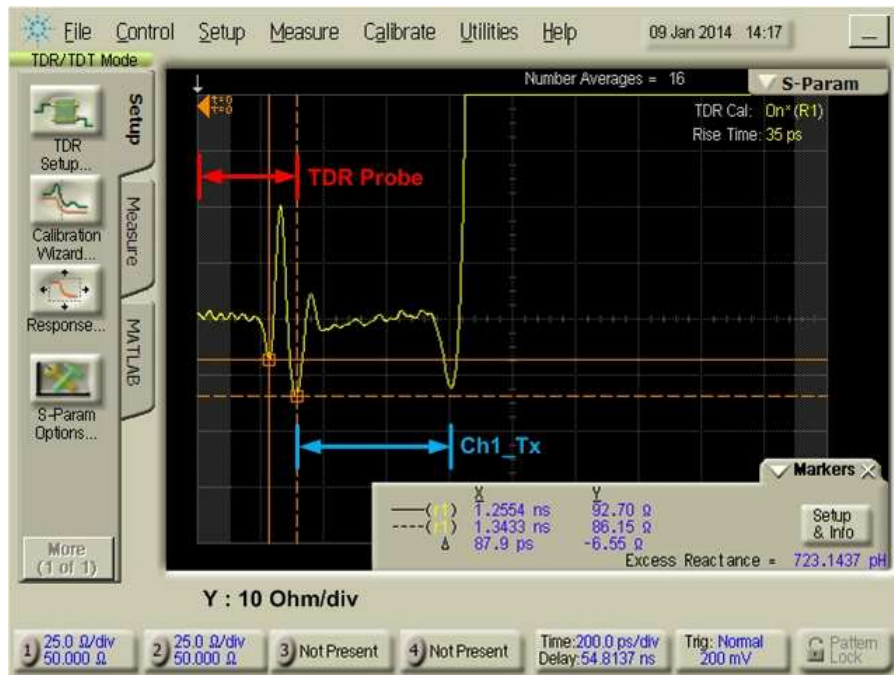 File Control Setup Measure Calibrate Utilities Help 09 Jan 2014 14:17
TDR/TDT Mode
Number Averages = 16
S-Param
TDR Cal: On* (R1)
Rise Time: 35 ps
t=0
t=0
TDR Probe
Setup
TDR
Setup...
Calibration
Wizard...
Response...
S-Param
Options...
Measure
MATLAB
More
(1 of 1)
Ch1_Tx
Markers
X Y
(r1) 1.2554 ns 92.70 Ω
(r1) 1.3433 ns 86.15 Ω
Δ 87.9 ps -6.55 Ω
Setup
& Info
Excess Reactance = 723.1437 pH
Y : 10 Ohm/div
1 25.0 Ω/div
50.000 Ω
2 25.0 Ω/div
50.000 Ω
3 Not Present
4 Not Present
Time:200.0 ps/div
Delay:54.8137 ns
Trig: Normal
200 mV
Pattern
Lock